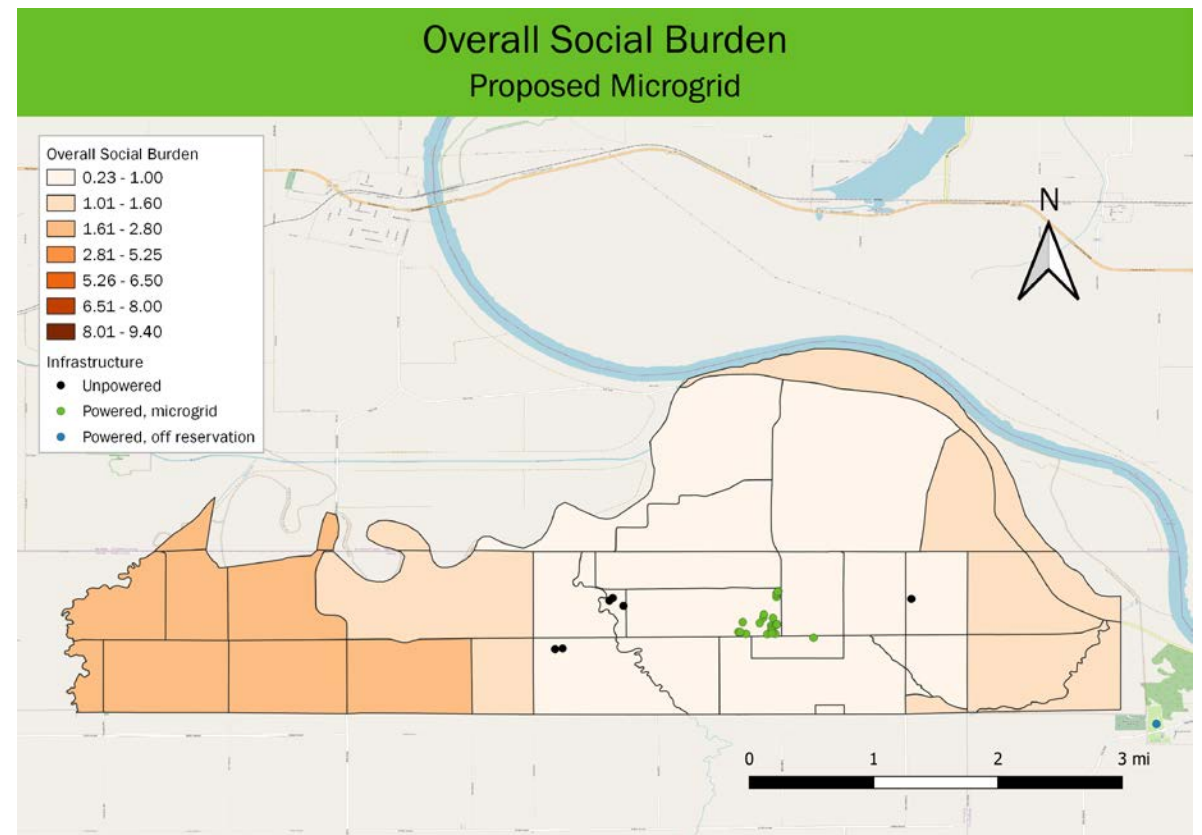 Overall Social Burden
Proposed Microgrid
Overall Social Burden
0.23 - 1.00
1.01 - 1.60
1.61 - 2.80
2.81 - 5.25
5.26 - 6.50
6.51 - 8.00
8.01 - 9.40
Infrastructure
Unpowered
Powered, microgrid
Powered, off reservation
N
0 1 2 3 mi